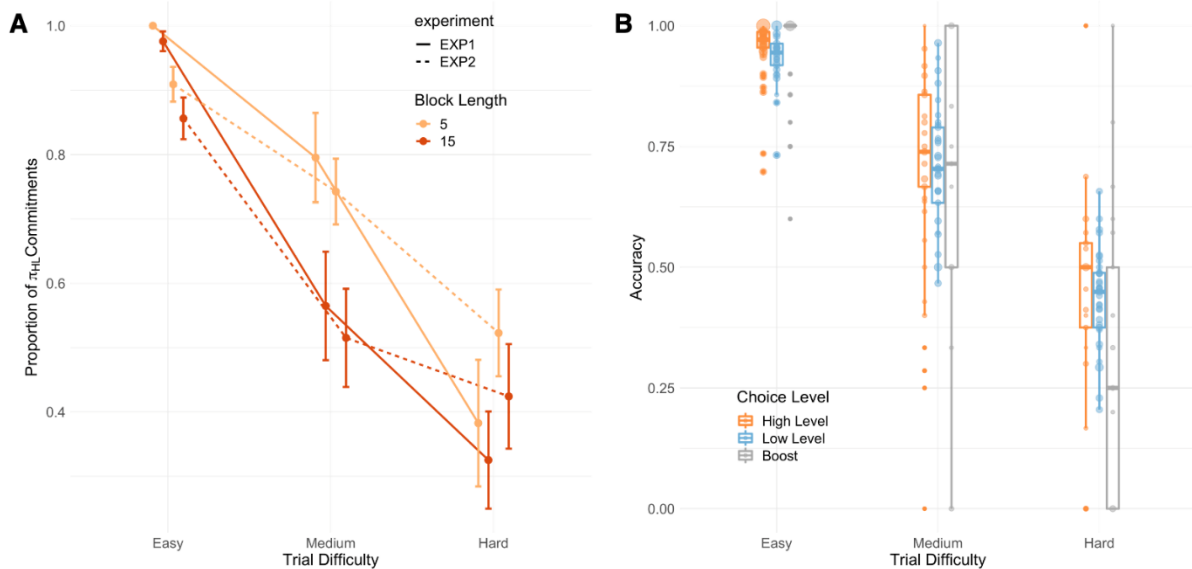 A
1.0
0.8
0.6
0.4
Proportion of πHL Commitments
experiment
EXP1
EXP2
Block Length
5
15
Easy
Medium
Hard
Trial Difficulty
B
1.00
0.75
0.50
0.25
0.00
Accuracy
Choice Level
High Level
Low Level
Boost
Easy
Medium
Hard
Trial Difficulty